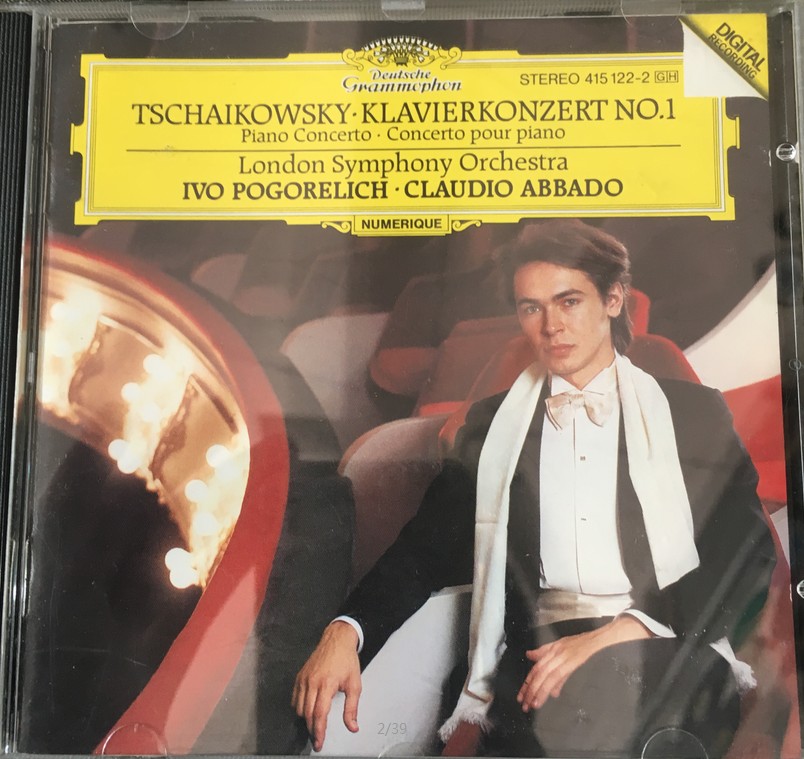 DIGITAL
RECORDING
Deutsche
Grammophon
STEREO 415 122-2 GH
TSCHAIKOWSKY · KLAVIERKONZERT NO.1
Piano Concerto · Concerto pour piano
London Symphony Orchestra
IVO POGORELICH · CLAUDIO ABBADO
NUMERIQUE
2/39